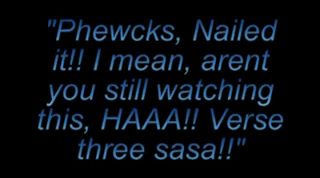 "Phewcks, Nailed
it!! I mean, arent
you still watching
this, HAAA!! Verse
three sasa!!"